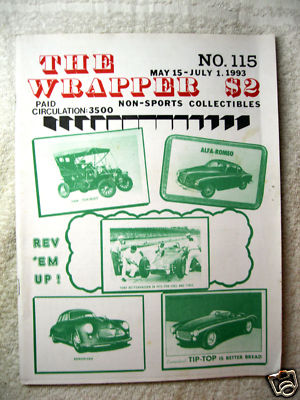 THE WRAPPER
NO. 115
MAY 15-JULY 1.1993
$2
PAID CIRCULATION:3500
NON-SPORTS COLLECTIBLES
ALFA-ROMEO
REV 'EM UP!
TIP-TOP IS BETTER BREAD
ebay